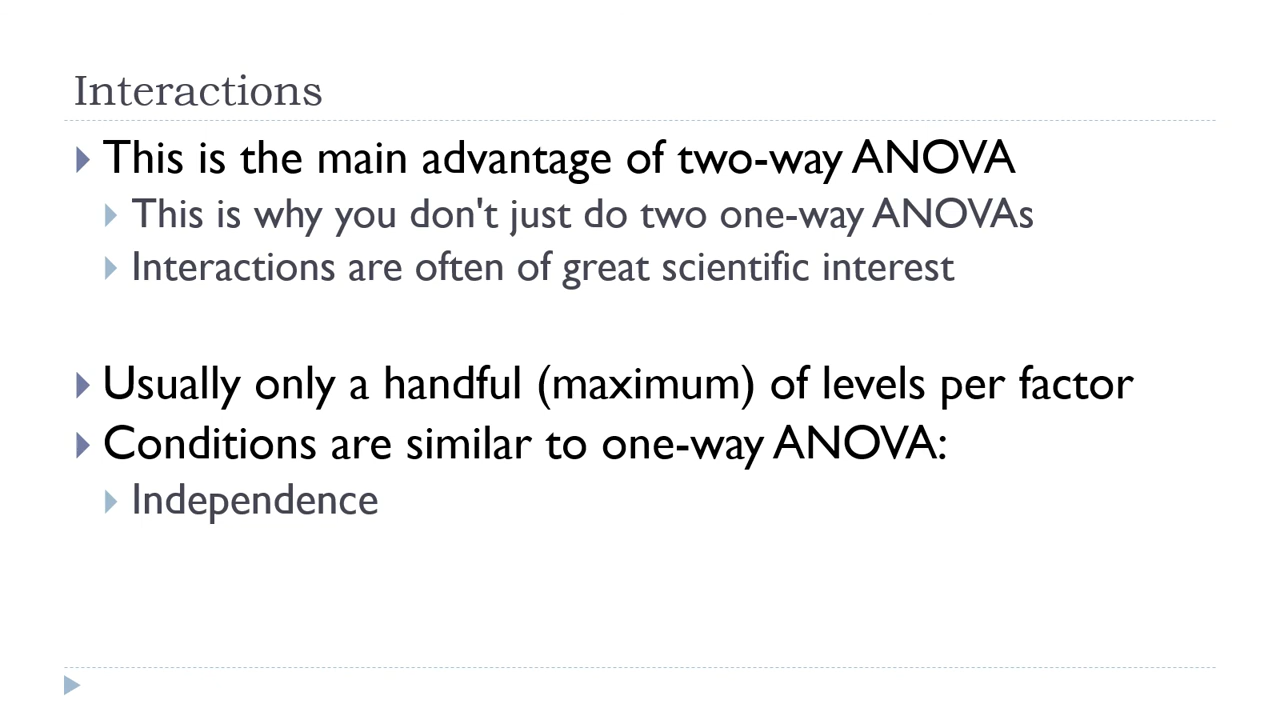 Interactions
This is the main advantage of two-way ANOVA
This is why you don't just do two one-way ANOVAs
Interactions are often of great scientific interest
Usually only a handful (maximum) of levels per factor
Conditions are similar to one-way ANOVA:
Independence